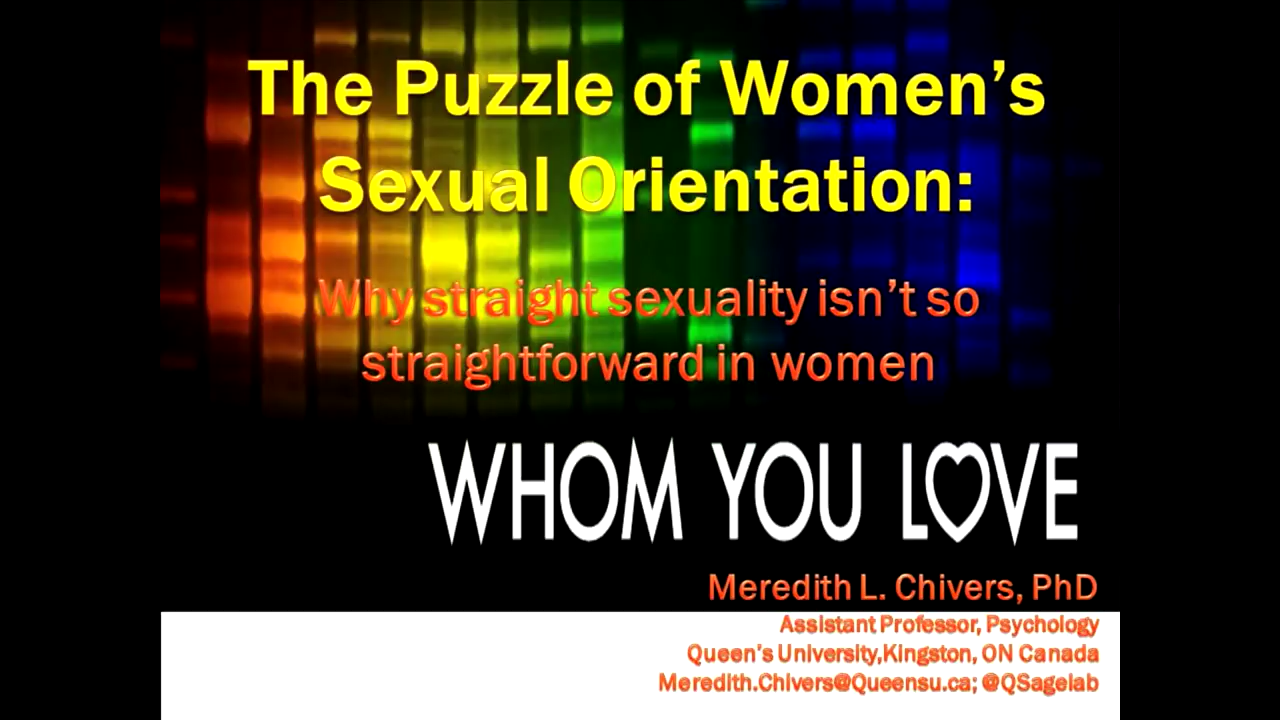 The Puzzle of Women’s
Sexual Orientation:
Why straight sexuality isn’t so
straightforward in women
WHOM YOU LOVE
Meredith L. Chivers, PhD
Assistant Professor, Psychology
Queen’s University,Kingston, ON Canada
Meredith.Chivers@Queensu.ca; @QSagelab